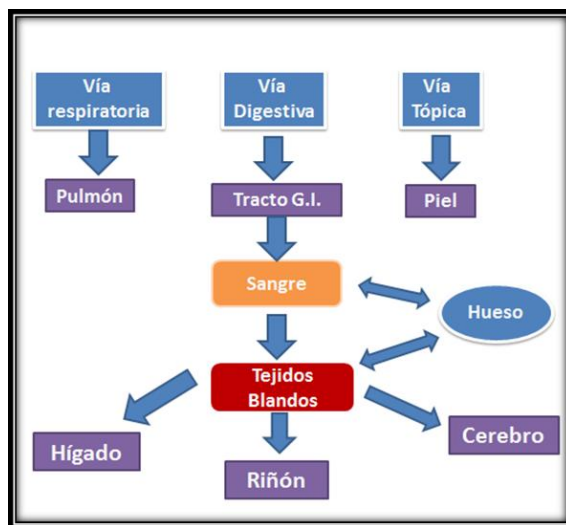 Vía
respiratoria
Vía
Digestiva
Vía
Tópica
Pulmón
Tracto G.I.
Piel
Sangre
Hueso
Tejidos
Blandos
Hígado
Riñón
Cerebro